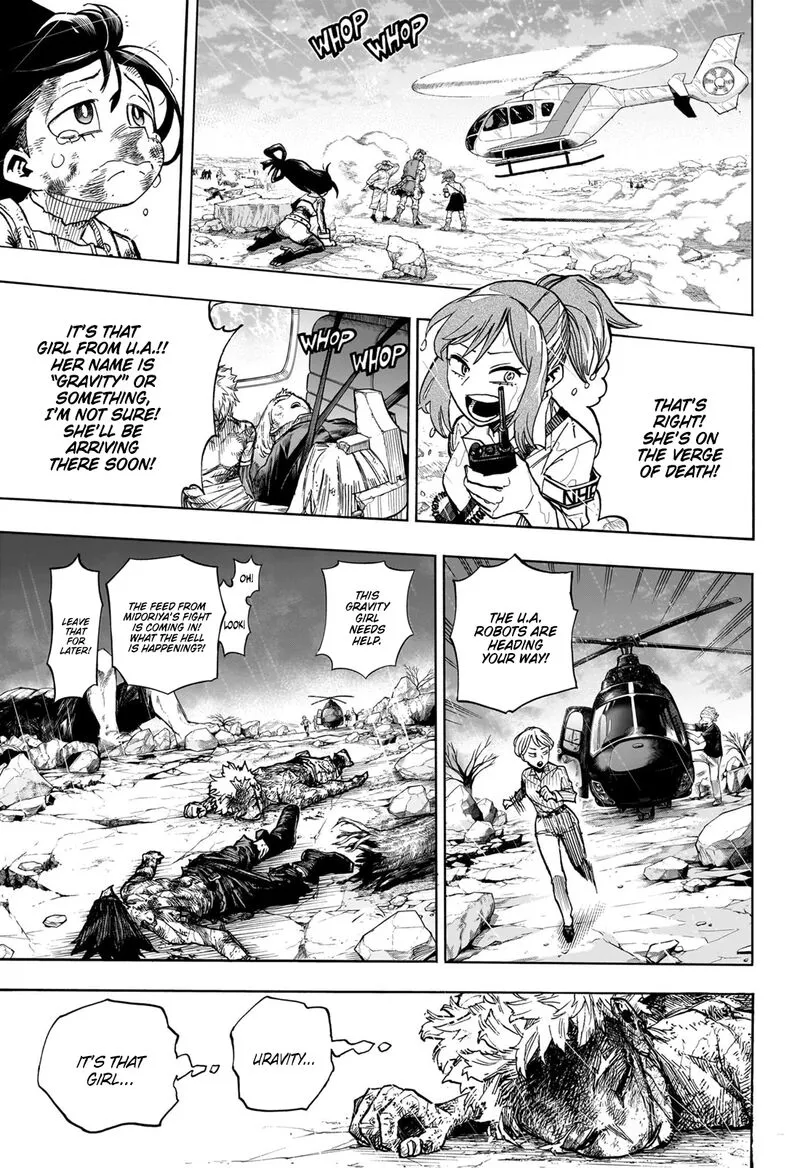 WHOP
WHOP
THAT'S
RIGHT!
SHE'S ON
THE VERGE
OF DEATH!
WHOP
WHOP
IT'S THAT
GIRL FROM U.A.!!
HER NAME IS
"GRAVITY" OR
SOMETHING,
I'M NOT SURE!
SHE'LL BE
ARRIVING
THERE SOON!
THE U.A.
ROBOTS ARE
HEADING
YOUR WAY!
THIS
GRAVITY
GIRL
NEEDS
HELP.
OH!
LOOK!
THE FEED FROM
MIDORIYA'S FIGHT
IS COMING IN!
WHAT THE HELL
IS HAPPENING?!
LEAVE
THAT
FOR
LATER!
URAVITY...
IT'S THAT
GIRL...